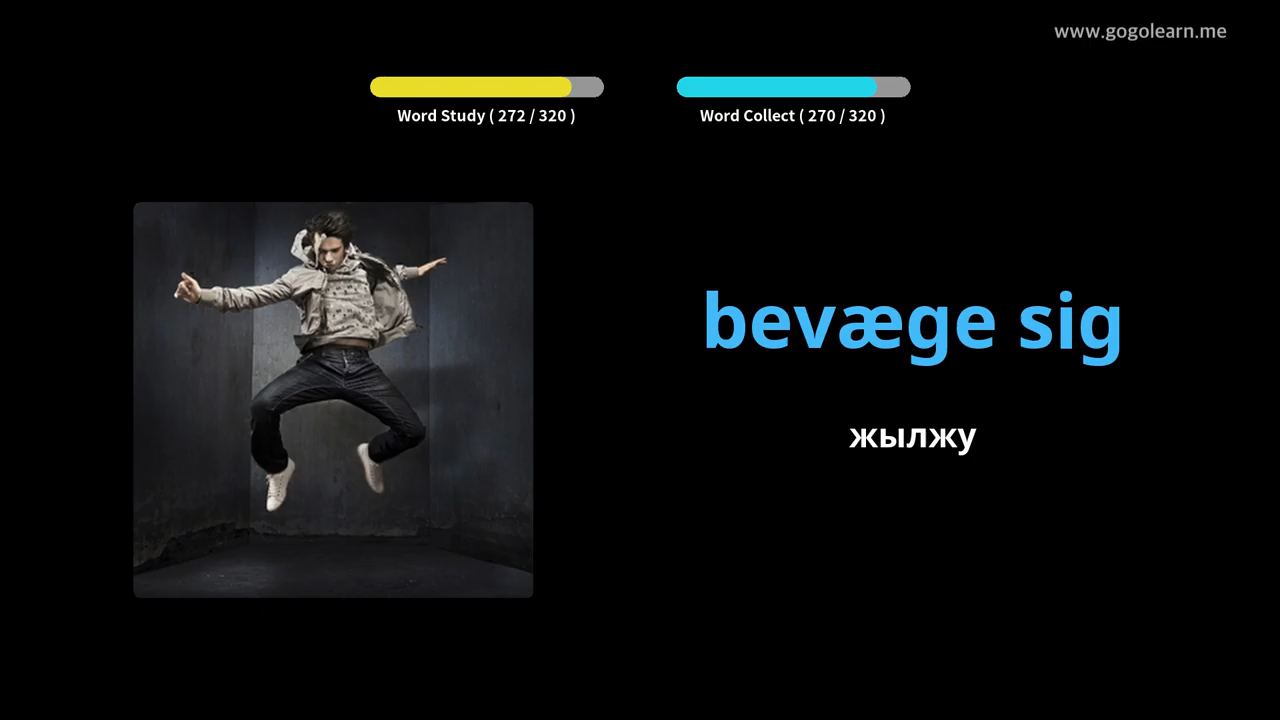 www.gogolearn.me
Word Study ( 272 / 320 )
Word Collect ( 270 / 320 )
bevæge sig
жылжу